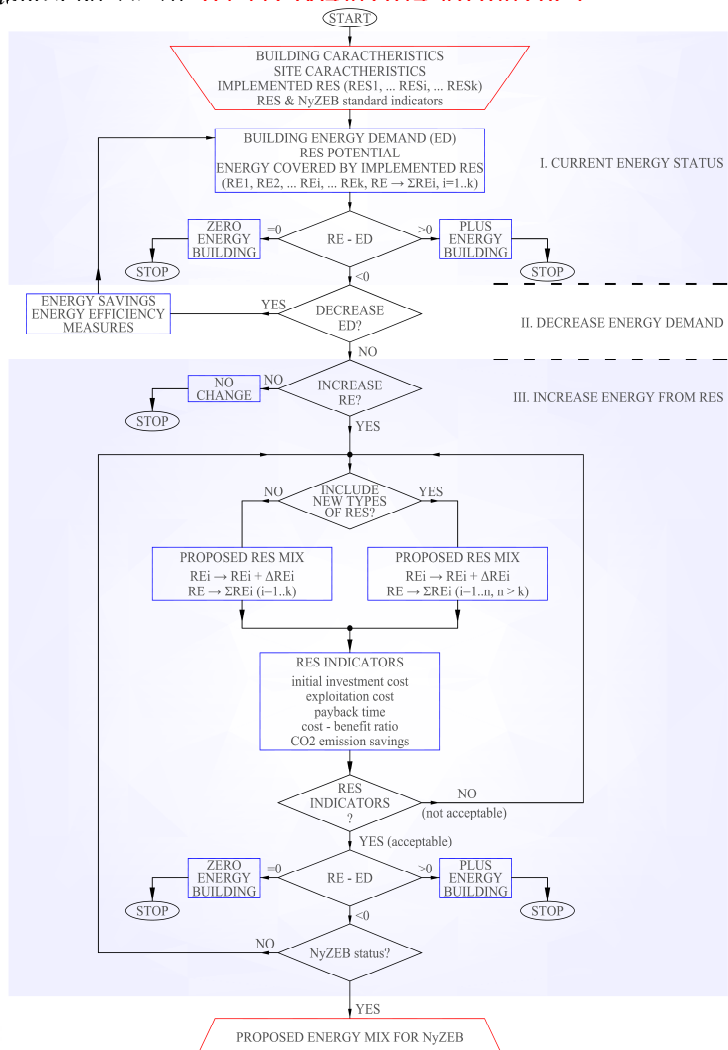 START
BUILDING CARACTHERISTICS
SITE CARACTHERISTICS
IMPLEMENTED RES (RES1, ... RESi, ... RESk)
RES & NyZEB standard indicators
BUILDING ENERGY DEMAND (ED)
RES POTENTIAL
ENERGY COVERED BY IMPLEMENTED RES
(RE1, RE2, ... REi, ... REk, RE → ΣREi, i=1..k)
I. CURRENT ENERGY STATUS
ZERO
ENERGY
BUILDING
=0
RE - ED
>0
PLUS
ENERGY
BUILDING
STOP
STOP
<0
ENERGY SAVINGS
ENERGY EFFICIENCY
MEASURES
YES
DECREASE
ED?
II. DECREASE ENERGY DEMAND
NO
NO
CHANGE
NO
INCREASE
RE?
III. INCREASE ENERGY FROM RES
STOP
YES
NO
INCLUDE
NEW TYPES
OF RES?
YES
PROPOSED RES MIX
REi → REi + ΔREi
RE → ΣREi (i−1..k)
PROPOSED RES MIX
REi → REi + ΔREi
RE → ΣREi (i−1..n, n > k)
RES INDICATORS
initial investment cost
exploitation cost
payback time
cost - benefit ratio
CO2 emission savings
RES
INDICATORS
?
NO
(not acceptable)
YES (acceptable)
ZERO
ENERGY
BUILDING
=0
RE - ED
>0
PLUS
ENERGY
BUILDING
STOP
STOP
<0
NO
NyZEB status?
YES
PROPOSED ENERGY MIX FOR NyZEB